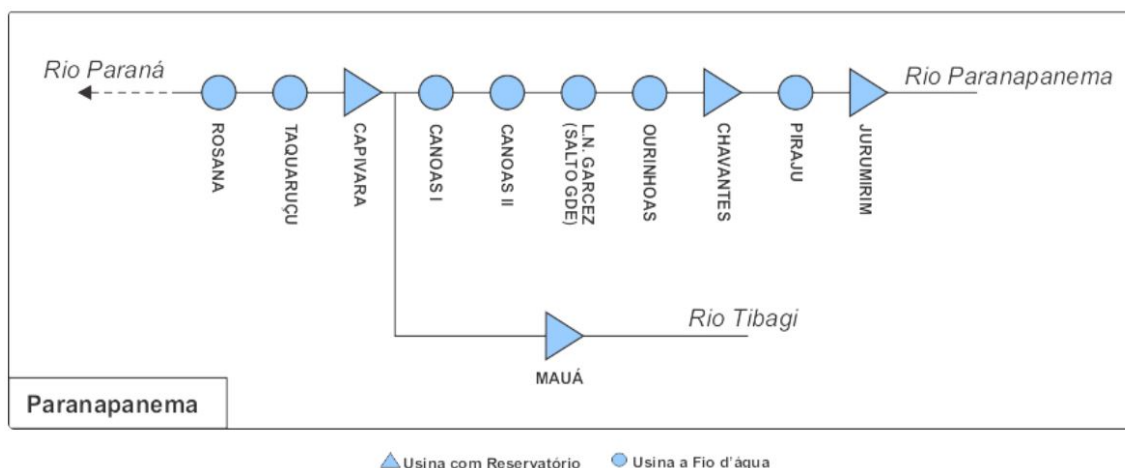 Rio Paraná
Rio Paranapanema
ROSANA
TAQUARUÇU
CAPIVARA
CANOAS I
CANOAS II
L.N. GARCEZ
(SALTO GDE)
OURINHOAS
CHAVANTES
PIRAJU
JURUMIRIM
Rio Tibagi
MAUÁ
Paranapanema
Usina com Reservatório
Usina a Fio d'água